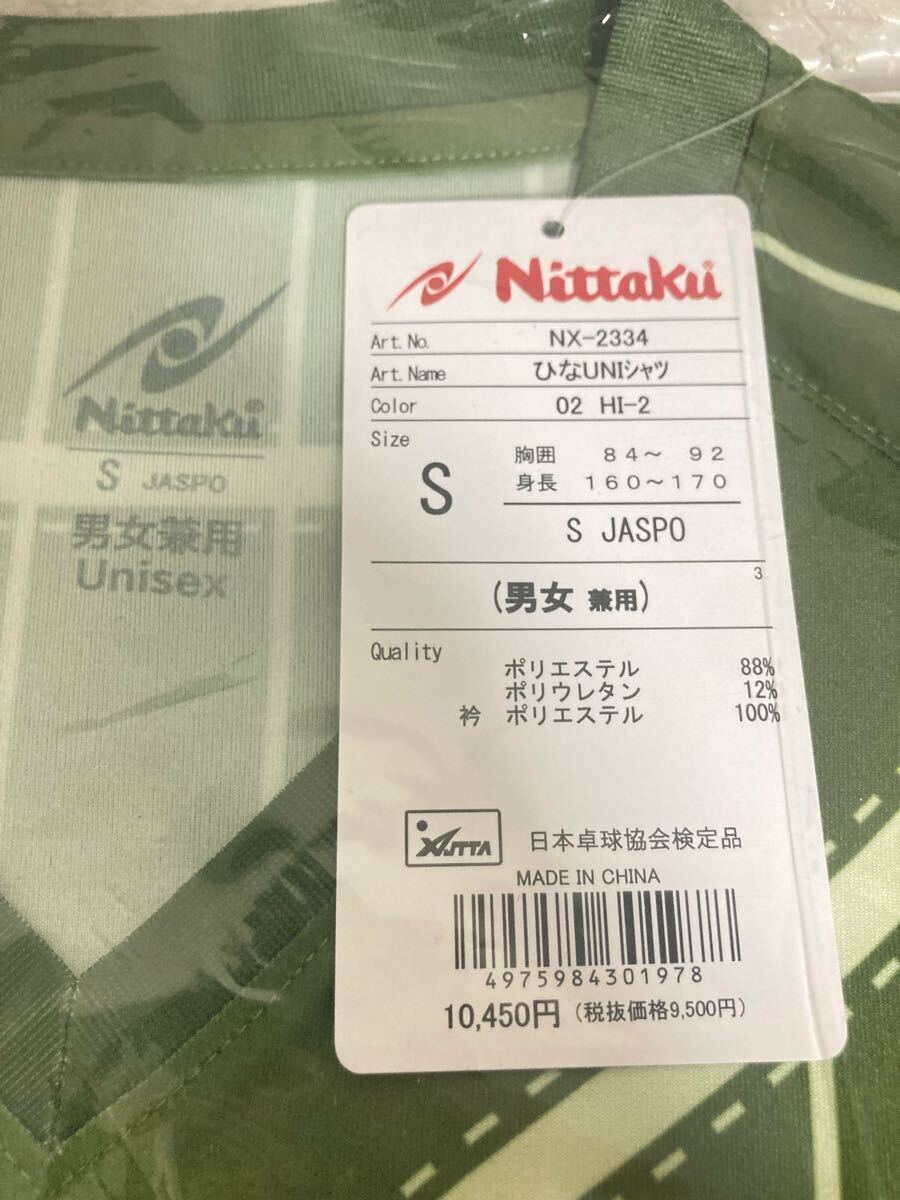 Nittaku®
S JASPO
男女兼用
Unisex
Nittaku®
Art.No. NX-2334
Art.Name ひなUNIシャツ
Color 02 HI-2
Size
S
胸囲 84～ 92
身長 160～170
S JASPO
3
(男女 兼用)
Quality
ポリエステル 88%
ポリウレタン 12%
衿 ポリエステル 100%
JTTA 日本卓球協会検定品
MADE IN CHINA
4975984301978
10,450円 (税抜価格9,500円)